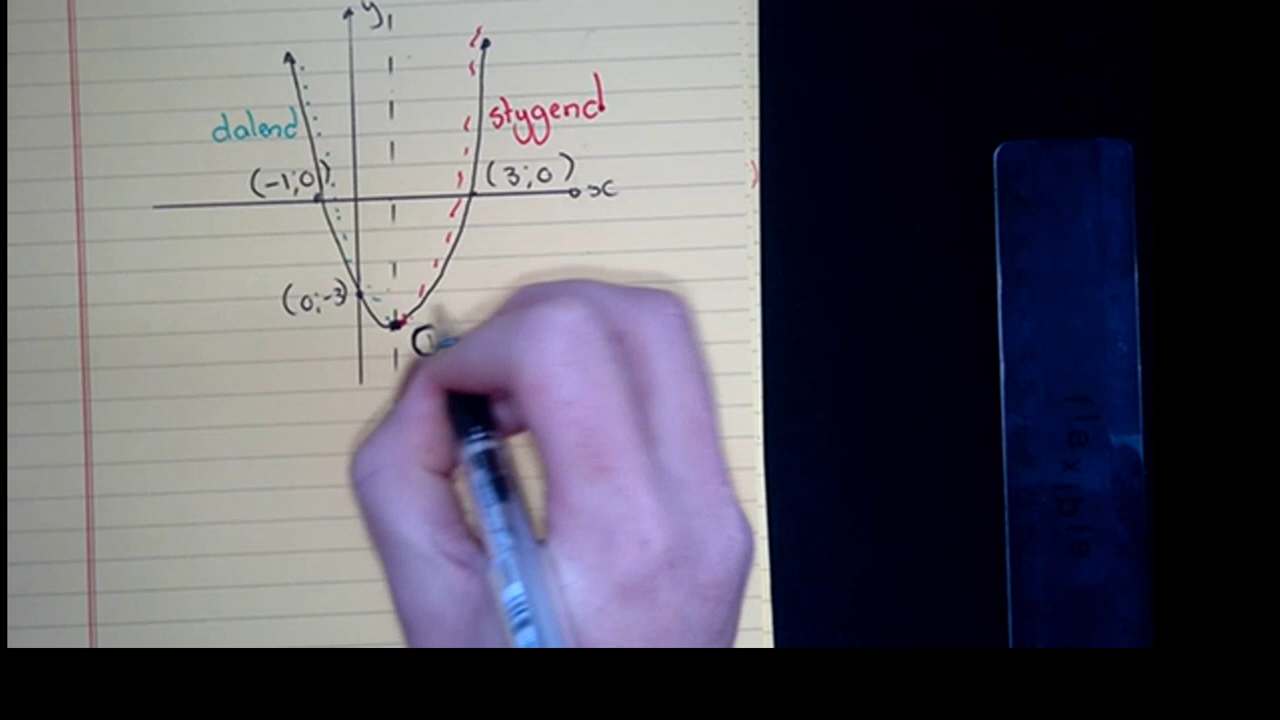 y
dalend
stygend
(-1;0)
(3;0)
x
(0;-3)
(
flexible